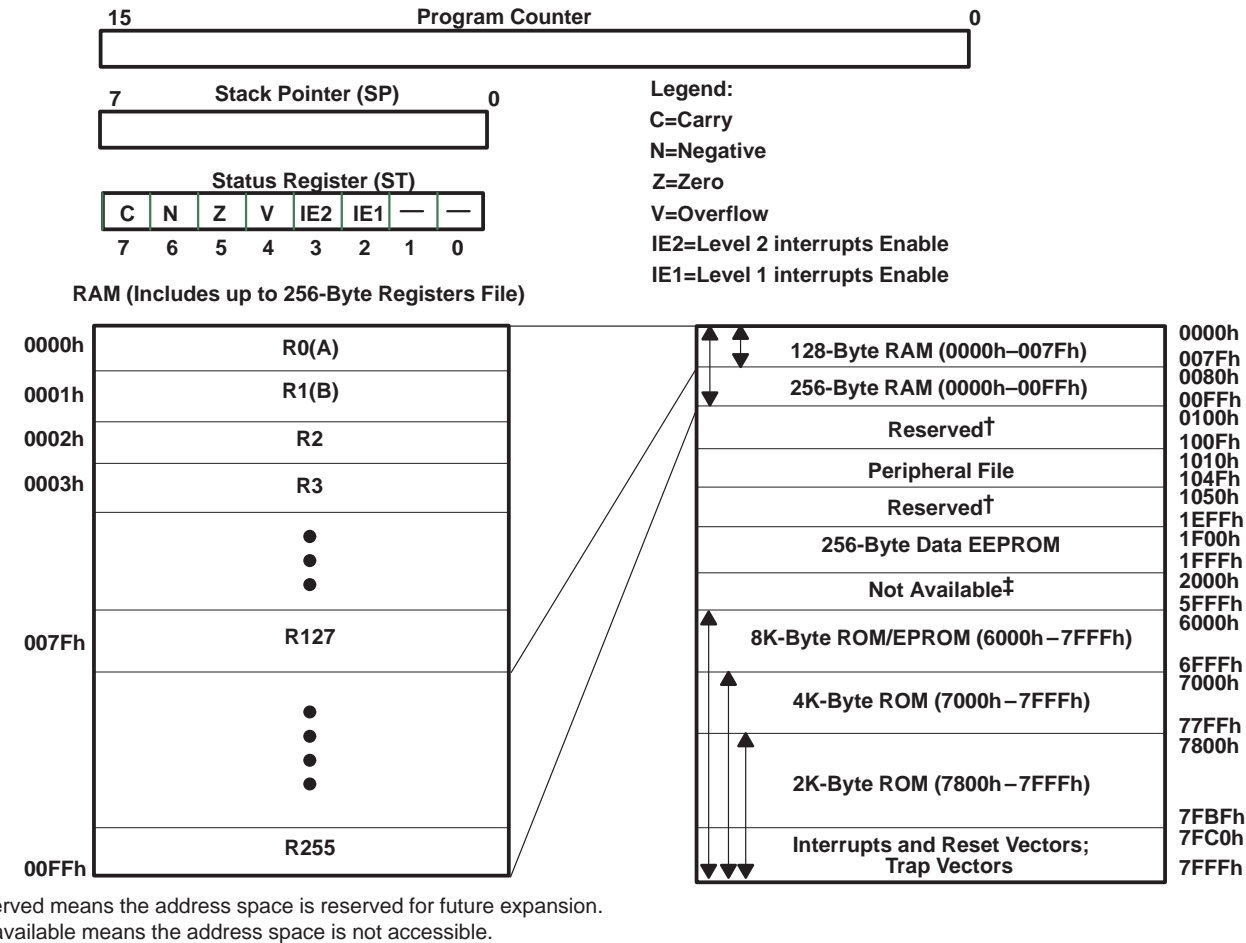 15 Program Counter 0
7 Stack Pointer (SP) 0
Legend:
C=Carry
N=Negative
Z=Zero
V=Overflow
IE2=Level 2 interrupts Enable
IE1=Level 1 interrupts Enable
Status Register (ST)
C N Z V IE2 IE1 — —
7 6 5 4 3 2 1 0
RAM (Includes up to 256-Byte Registers File)
0000h R0(A)
0001h R1(B)
0002h R2
0003h R3
007Fh R127
R255
00FFh
128-Byte RAM (0000h–007Fh)
256-Byte RAM (0000h–00FFh)
Reserved†
Peripheral File
Reserved†
256-Byte Data EEPROM
Not Available‡
8K-Byte ROM/EPROM (6000h–7FFFh)
4K-Byte ROM (7000h–7FFFh)
2K-Byte ROM (7800h–7FFFh)
Interrupts and Reset Vectors;
Trap Vectors
0000h
007Fh
0080h
00FFh
0100h
100Fh
1010h
104Fh
1050h
1EFFh
1F00h
1FFFh
2000h
5FFFh
6000h
6FFFh
7000h
77FFh
7800h
7FBFh
7FC0h
7FFFh
erved means the address space is reserved for future expansion.
available means the address space is not accessible.